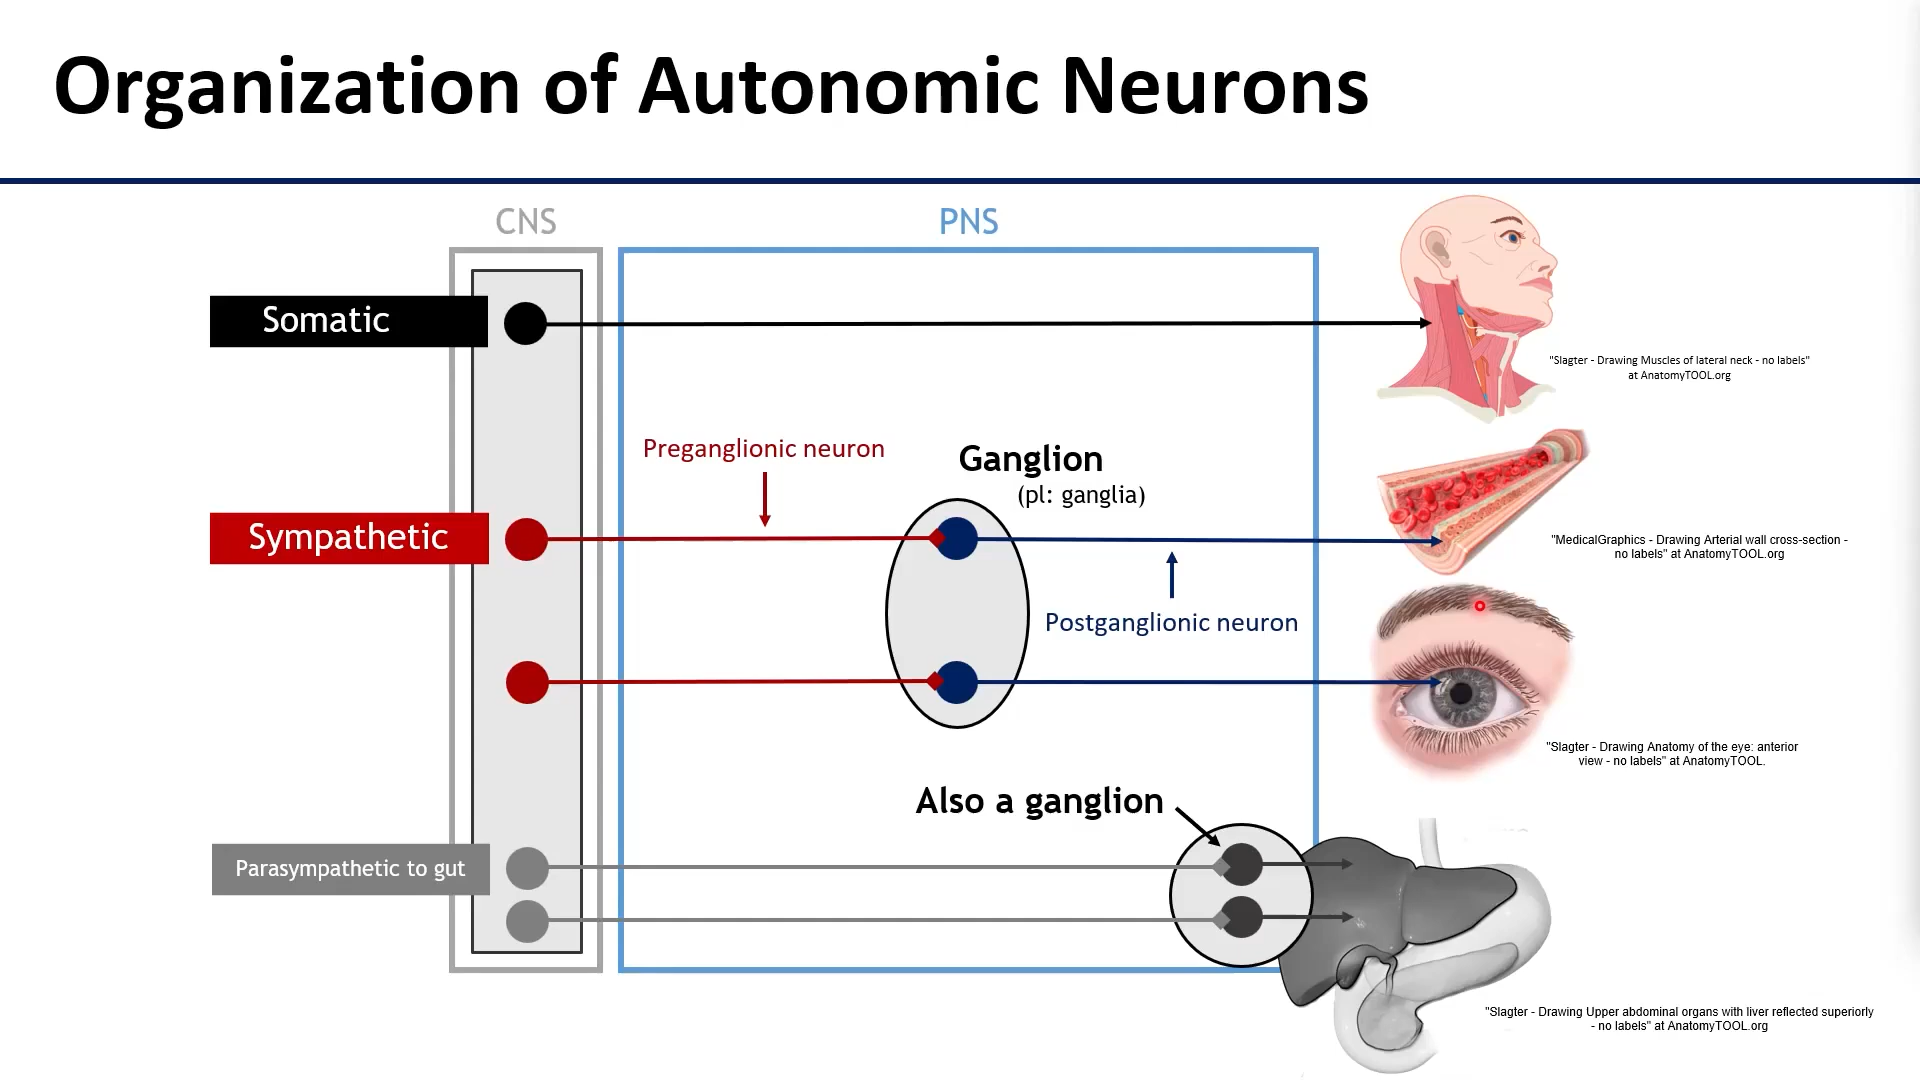 Organization of Autonomic Neurons
CNS
PNS
Somatic
"Slagter - Drawing Muscles of lateral neck - no labels"
at AnatomyTOOL.org
Preganglionic neuron
Ganglion
(pl: ganglia)
Sympathetic
"MedicalGraphics - Drawing Arterial wall cross-section -
no labels" at AnatomyTOOL.org
Postganglionic neuron
"Slagter - Drawing Anatomy of the eye: anterior
view - no labels" at AnatomyTOOL.
Also a ganglion
Parasympathetic to gut
"Slagter - Drawing Upper abdominal organs with liver reflected superiorly
- no labels" at AnatomyTOOL.org